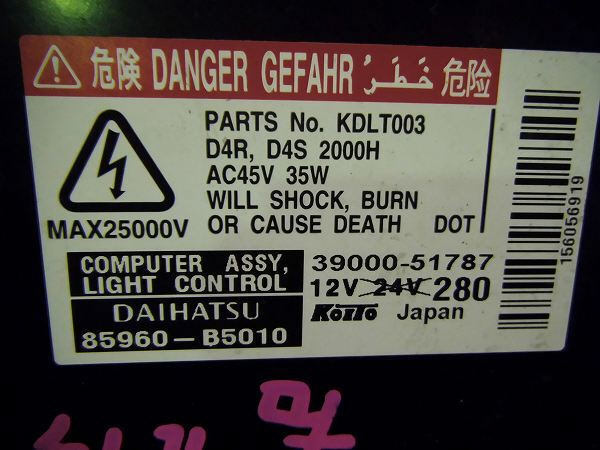 危険 DANGER GEFAHR خَطَرُ 危险
PARTS No. KDLT003
D4R, D4S 2000H
AC45V 35W
WILL SHOCK, BURN
OR CAUSE DEATH DOT
MAX25000V
156056919
COMPUTER ASSY,
LIGHT CONTROL
DAIHATSU
85960-B5010
39000-51787
12V 24V 280
KOITO Japan
右